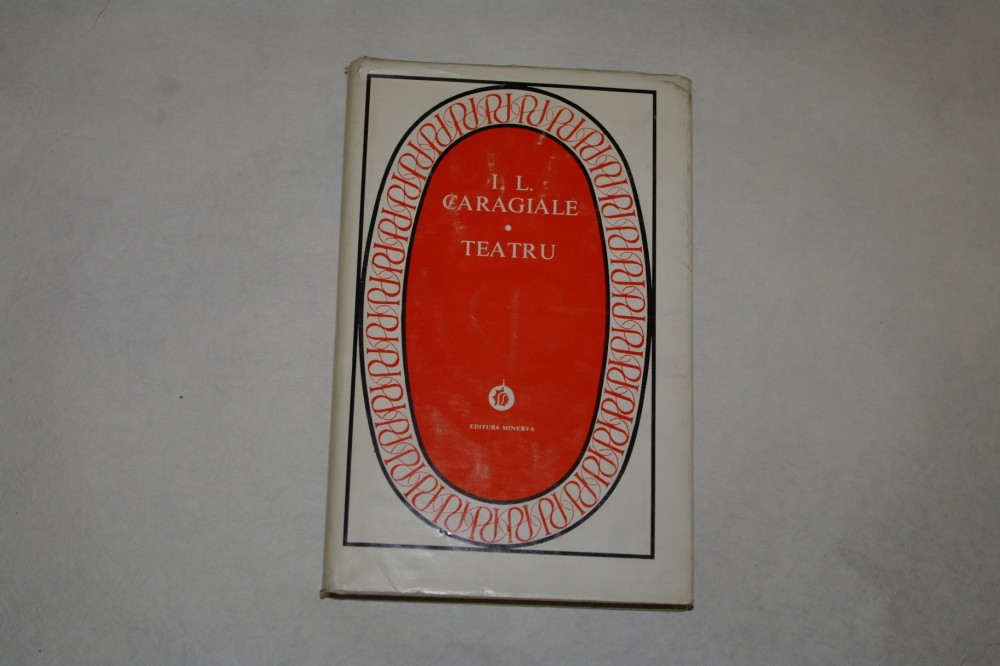 I. L.
CARAGIALE
•
TEATRU
EDITURA MINERVA